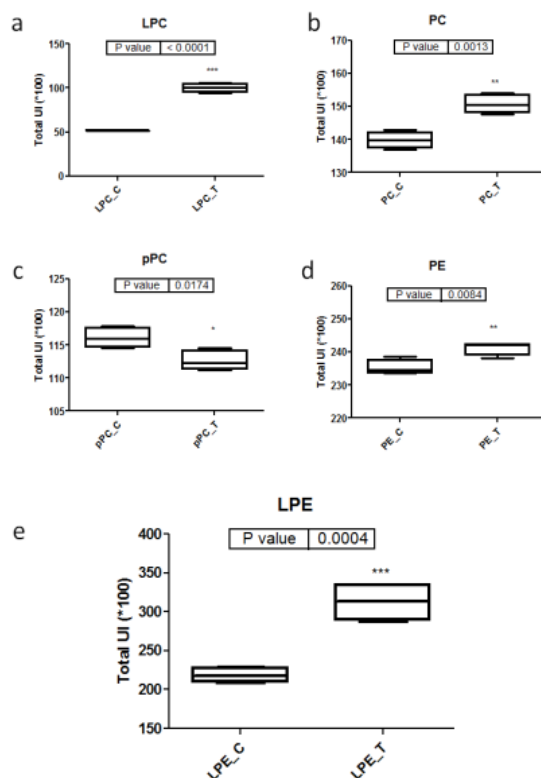 a
LPC
P value < 0.0001
***
Total UI (*100)
150
100
50
0
LPC_C
LPC_T
b
PC
P value 0.0013
**
Total UI (*100)
170
160
150
140
130
PC_C
PC_T
c
pPC
P value 0.0174
*
Total UI (*100)
125
120
115
110
105
pPC_C
pPC_T
d
PE
P value 0.0084
**
Total UI (*100)
260
250
240
230
220
PE_C
PE_T
e
LPE
P value 0.0004
***
Total UI (*100)
400
350
300
250
200
150
LPE_C
LPE_T